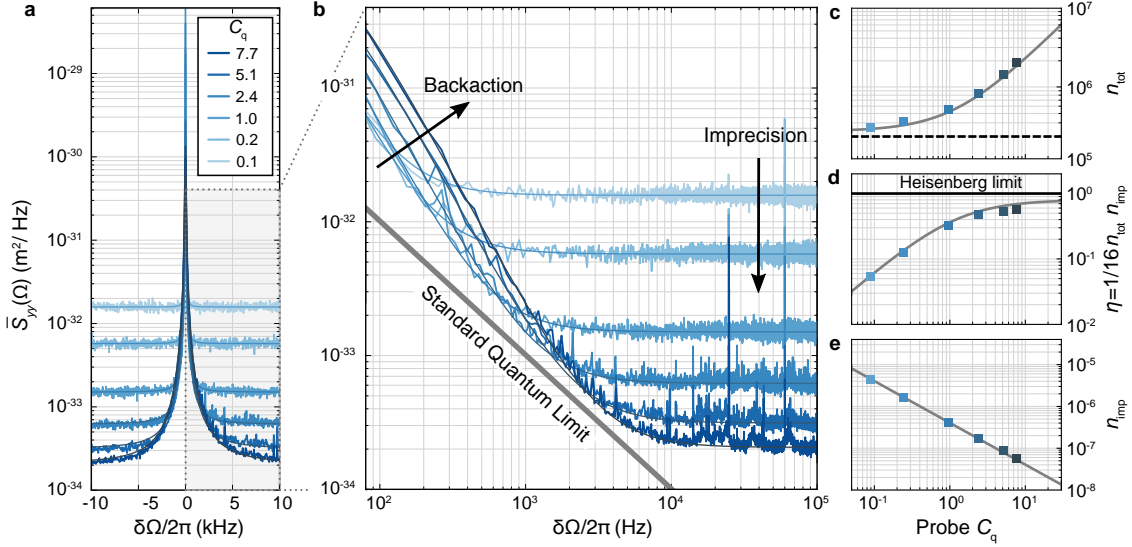 a
C_q
7.7
5.1
2.4
1.0
0.2
0.1
10^-29
10^-30
10^-31
10^-32
10^-33
10^-34
S̅_yy(Ω) (m²/ Hz)
-10
-5
0
5
10
δΩ/2π (kHz)
b
Backaction
Imprecision
Standard Quantum Limit
10^-31
10^-32
10^-33
10^-34
10^2
10^3
10^4
10^5
δΩ/2π (Hz)
c
10^7
10^6
10^5
n_tot
d
Heisenberg limit
10^0
10^-1
10^-2
η=1/16 n_tot n_imp
e
10^-5
10^-6
10^-7
10^-8
n_imp
10^-1
10^0
10^1
Probe C_q